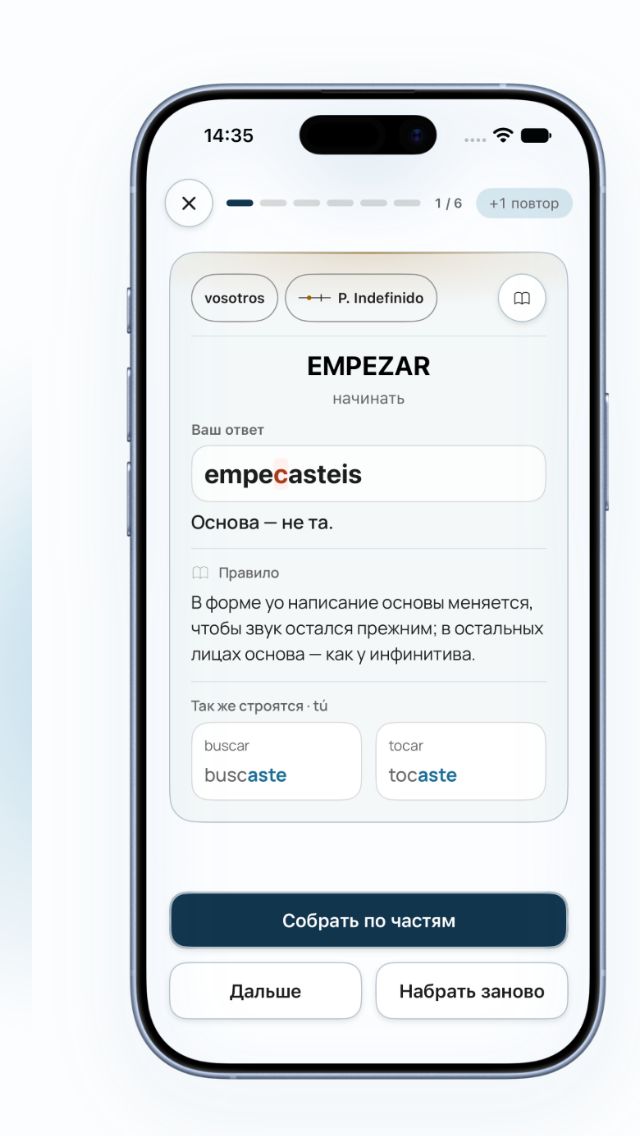 14:35
1 / 6
+1 повтор
vosotros
P. Indefinido
EMPEZAR
начинать
Ваш ответ
empecasteis
Основа — не та.
Правило
В форме yo написание основы меняется,
чтобы звук остался прежним; в остальных
лицах основа — как у инфинитива.
Так же строятся · tú
buscar
tocar
buscaste
tocaste
Собрать по частям
Дальше
Набрать заново